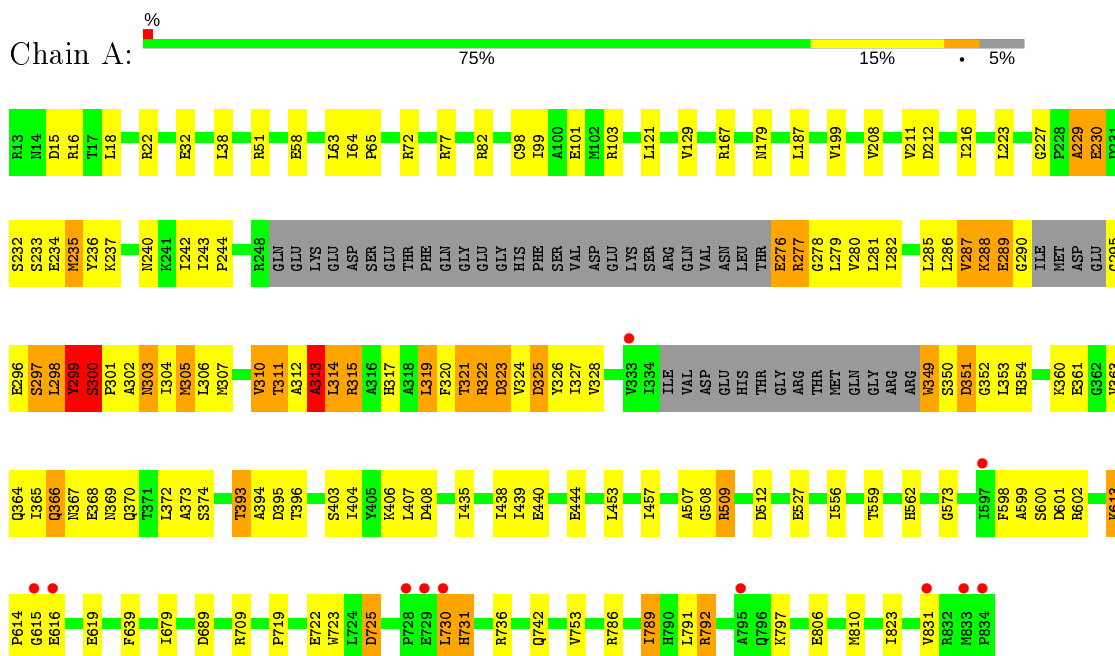 %
Chain A:
75% 15% • 5%
R13 N14 D15 R16 T17 L18 R22 E32 L38 R51 E58 L63 I64 P65 R72 R77 R82 C98 I99 A100 E101 M102 R103 L121 V129 R167 N179 L187 V199 V208 V211 D212 I216 L223 G227 P228 A229 E230
S232 S233 E234 M235 Y236 K237 N240 K241 I242 I243 P244 R248 GLN GLU LYS GLU ASP SER GLU THR PHE GLN GLY GLU GLY HIS PHE SER VAL ASP GLU LYS SER ARG GLN VAL ASN LEU THR E276 R277 G278 L279 V280 L281 I282 L285 L286 V287 K288 E289 G290 ILE MET ASP GLU G295
E296 S297 L298 Y299 S300 P301 A302 N303 I304 M305 L306 M307 V310 T311 A312 A313 L314 R315 A316 H317 A318 L319 F320 T321 R322 D323 V324 D325 Y326 I327 V328 V333 I334 ILE VAL ASP GLU HIS THR GLY ARG THR MET GLN GLY ARG ARG W349 S350 D351 G352 L353 H354 K360 E361 G362
Q364 I365 Q366 N367 E368 N369 Q370 T371 L372 A373 S374 T393 A394 D395 T396 S403 I404 Y405 K406 L407 D408 I435 I438 I439 E440 E444 L453 I457 A507 G508 R509 D512 E527 I556 T559 H562 G573 I597 F598 A599 S600 D601 R602 K613
P614 G615 E616 E619 F639 I679 D689 R709 P719 E722 W723 L724 D725 P728 E729 L730 H731 R736 Q742 V753 R786 I789 H790 L791 R792 A795 Q796 K797 E806 M810 I823 V831 R832 M833 P834